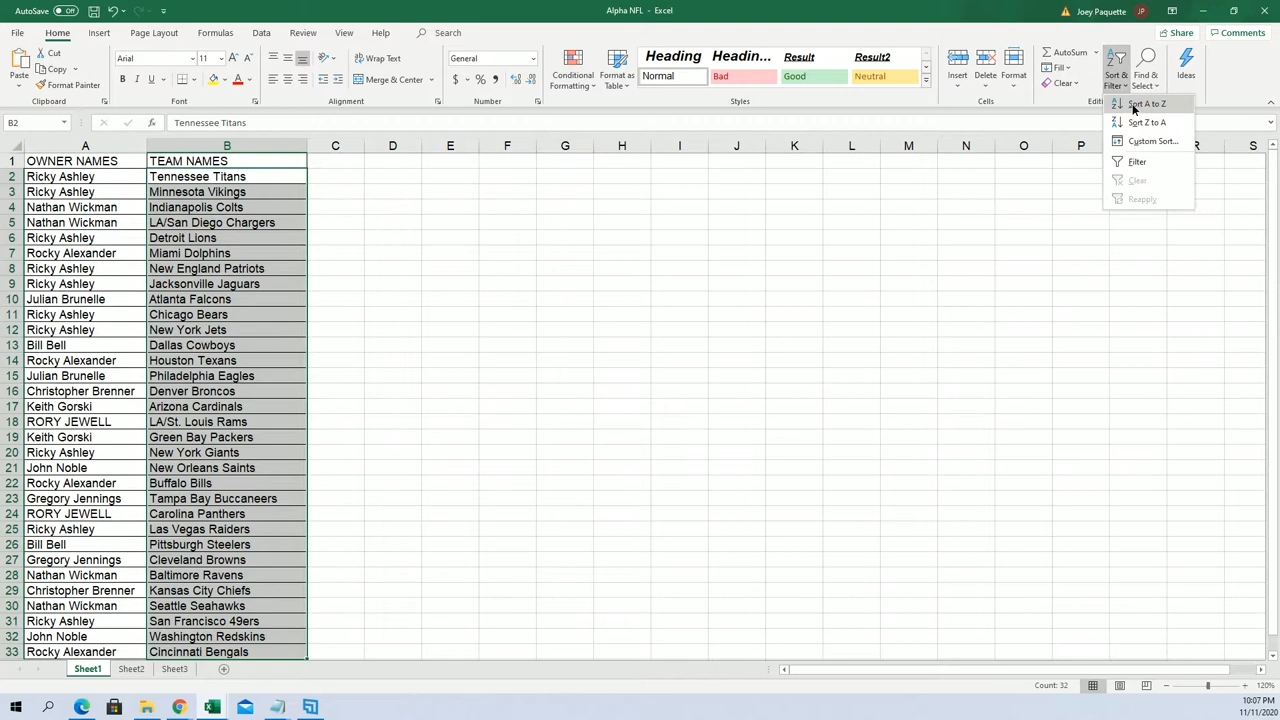 AutoSave Off Alpha NFL - Excel Joey Paquette JP
File Home Insert Page Layout Formulas Data Review View Help Search Share Comments
Paste Cut Copy Format Painter Clipboard
Arial 11 A A B I U A Font
Wrap Text Merge & Center Alignment
General $ % , Number
Conditional Formatting Format as Table
Heading Headin... Result Result2
Normal Bad Good Neutral
Styles
Insert Delete Format Cells
AutoSum Fill Clear Sort & Filter Find & Select Ideas
Editi
Sort A to Z
Sort Z to A
Custom Sort...
Filter
Clear
Reapply
B2 fx Tennessee Titans
A B C D E F G H I J K L M N O P R S
1 OWNER NAMES TEAM NAMES
2 Ricky Ashley Tennessee Titans
3 Ricky Ashley Minnesota Vikings
4 Nathan Wickman Indianapolis Colts
5 Nathan Wickman LA/San Diego Chargers
6 Ricky Ashley Detroit Lions
7 Rocky Alexander Miami Dolphins
8 Ricky Ashley New England Patriots
9 Ricky Ashley Jacksonville Jaguars
10 Julian Brunelle Atlanta Falcons
11 Ricky Ashley Chicago Bears
12 Ricky Ashley New York Jets
13 Bill Bell Dallas Cowboys
14 Rocky Alexander Houston Texans
15 Julian Brunelle Philadelphia Eagles
16 Christopher Brenner Denver Broncos
17 Keith Gorski Arizona Cardinals
18 RORY JEWELL LA/St. Louis Rams
19 Keith Gorski Green Bay Packers
20 Ricky Ashley New York Giants
21 John Noble New Orleans Saints
22 Rocky Alexander Buffalo Bills
23 Gregory Jennings Tampa Bay Buccaneers
24 RORY JEWELL Carolina Panthers
25 Ricky Ashley Las Vegas Raiders
26 Bill Bell Pittsburgh Steelers
27 Gregory Jennings Cleveland Browns
28 Nathan Wickman Baltimore Ravens
29 Christopher Brenner Kansas City Chiefs
30 Nathan Wickman Seattle Seahawks
31 Ricky Ashley San Francisco 49ers
32 John Noble Washington Redskins
33 Rocky Alexander Cincinnati Bengals
Sheet1 Sheet2 Sheet3
Count: 32 120%
10:07 PM
11/11/2020